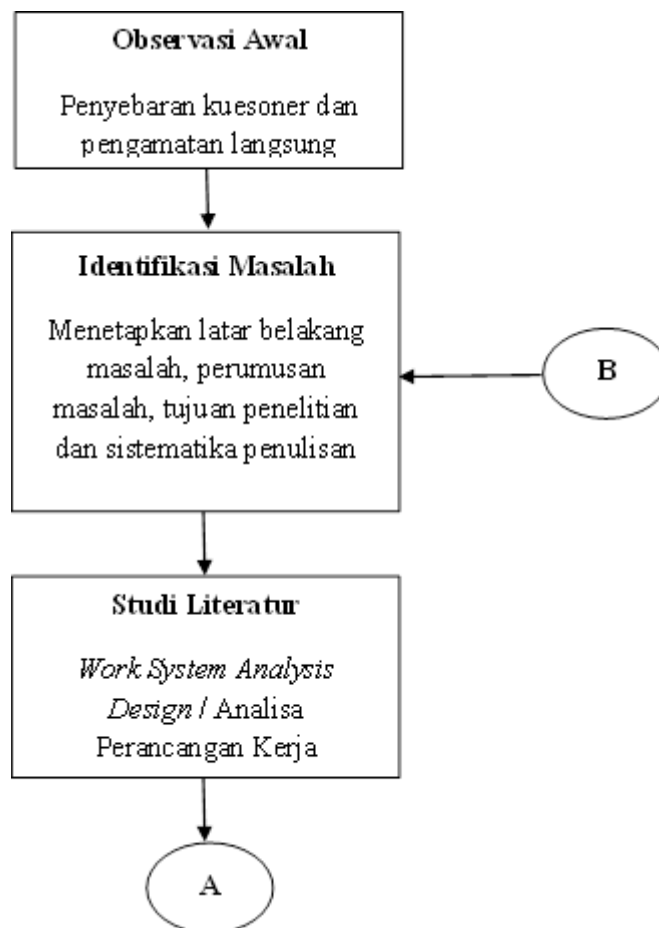 Observasi Awal
Penyebaran kuesoner dan
pengamatan langsung
Identifikasi Masalah
Menetapkan latar belakang
masalah, perumusan
masalah, tujuan penelitian
dan sistematika penulisan
B
Studi Literatur
Work System Analysis
Design / Analisa
Perancangan Kerja
A